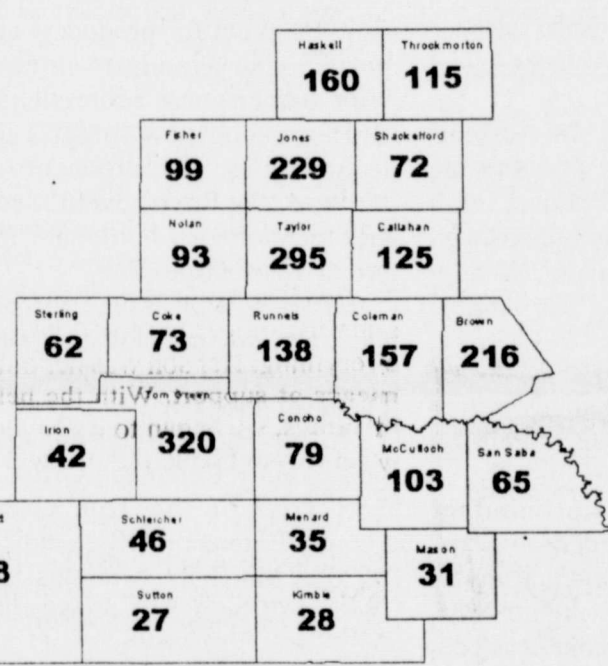 Haskell Throckmorton
160 115
Fisher Jones Shackelford
99 229 72
Nolan Taylor Callahan
93 295 125
Sterling Coke Runnels Coleman Brown
62 73 138 157 216
Tom Green
Irion 320 Concho
42 79
McCulloch San Saba
103 65
Schleicher Menard
46 35
Mason
31
Sutton Kimble
27 28